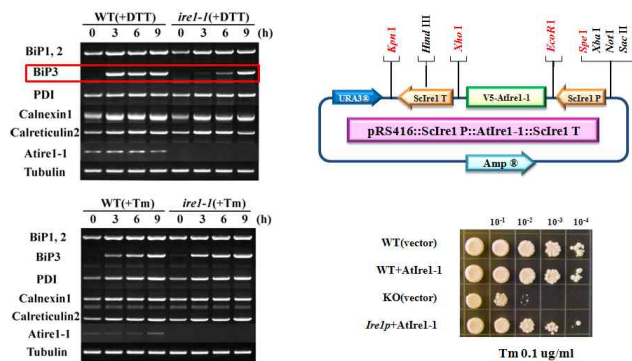 WT(+DTT) ire1-1(+DTT)
0 3 6 9 0 3 6 9 (h)
BiP1, 2
BiP3
PDI
Calnexin1
Calreticulin2
Atire1-1
Tubulin
WT(+Tm) ire1-1(+Tm)
0 3 6 9 0 3 6 9 (h)
BiP1, 2
BiP3
PDI
Calnexin1
Calreticulin2
Atire1-1
Tubulin
Kpn I
Hind III
Xho I
EcoR I
Spe I
Xba I
Not I
Sac II
URA3®
ScIre1 T
V5-AtIre1-1
ScIre1 P
pRS416::ScIre1 P::AtIre1-1::ScIre1 T
Amp ®
10-1 10-2 10-3 10-4
WT(vector)
WT+AtIre1-1
KO(vector)
Ire1p+AtIre1-1
Tm 0.1 ug/ml